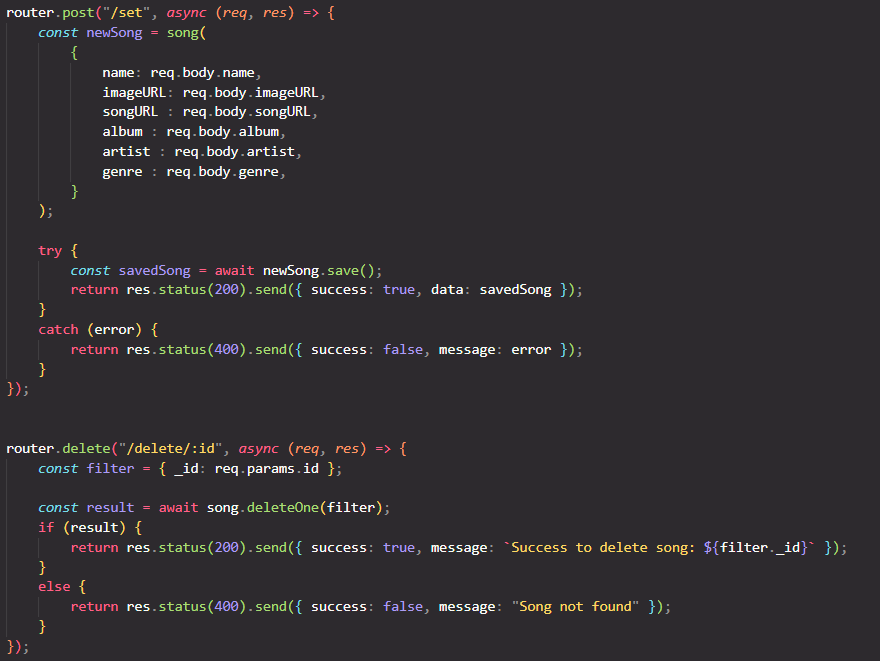 router.post("/set", async (req, res) => {
const newSong = song(
{
name: req.body.name,
imageURL: req.body.imageURL,
songURL : req.body.songURL,
album : req.body.album,
artist : req.body.artist,
genre : req.body.genre,
}
);
try {
const savedSong = await newSong.save();
return res.status(200).send({ success: true, data: savedSong });
}
catch (error) {
return res.status(400).send({ success: false, message: error });
}
});
router.delete("/delete/:id", async (req, res) => {
const filter = { _id: req.params.id };
const result = await song.deleteOne(filter);
if (result) {
return res.status(200).send({ success: true, message: `Success to delete song: ${filter._id}` });
}
else {
return res.status(400).send({ success: false, message: "Song not found" });
}
});